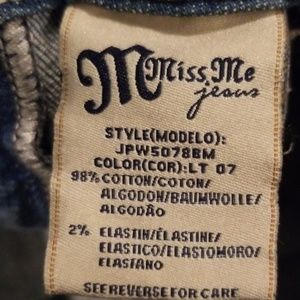 M Miss Me
jeans
STYLE(MODELO):
JPW5078BM
COLOR(COR):LT 07
98% COTTON/COTON/
ALGODON/BAUMWOLLE/
ALGODÃO
2% ELASTIN/ÉLASTINE/
ELASTICO/ELASTOMORO/
ELASTANO
SEE REVERSE FOR CARE